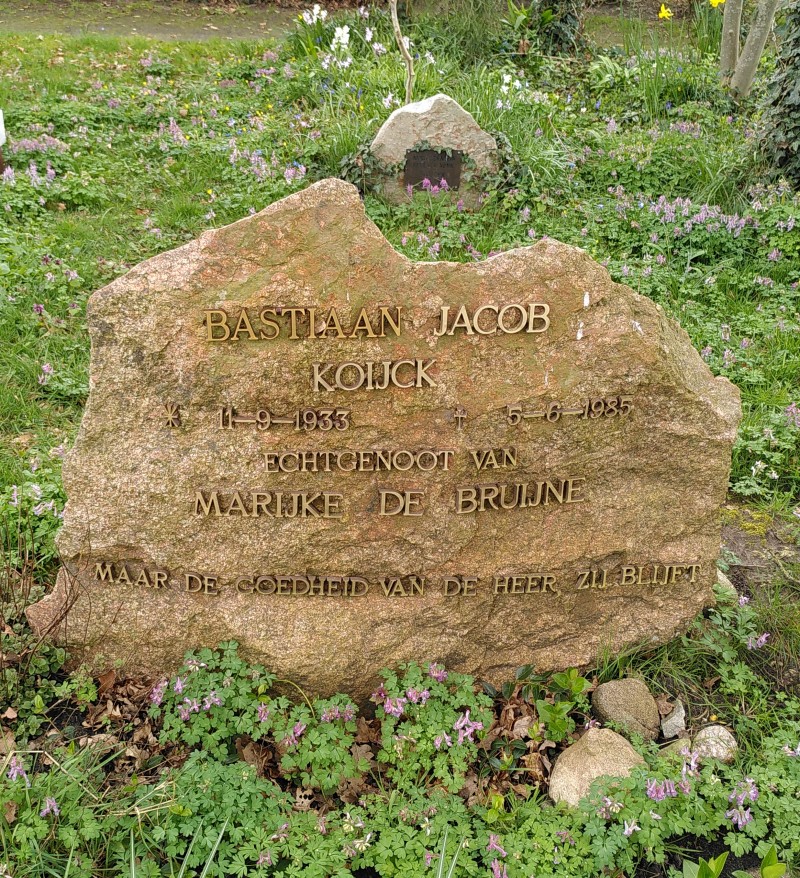 BASTIAAN JACOB
KOIJCK
* 11-9-1933 † 5-6-1985
ECHTGENOOT VAN
MARIJKE DE BRUIJNE
MAAR DE GOEDHEID VAN DE HEER, ZIJ BLIJFT